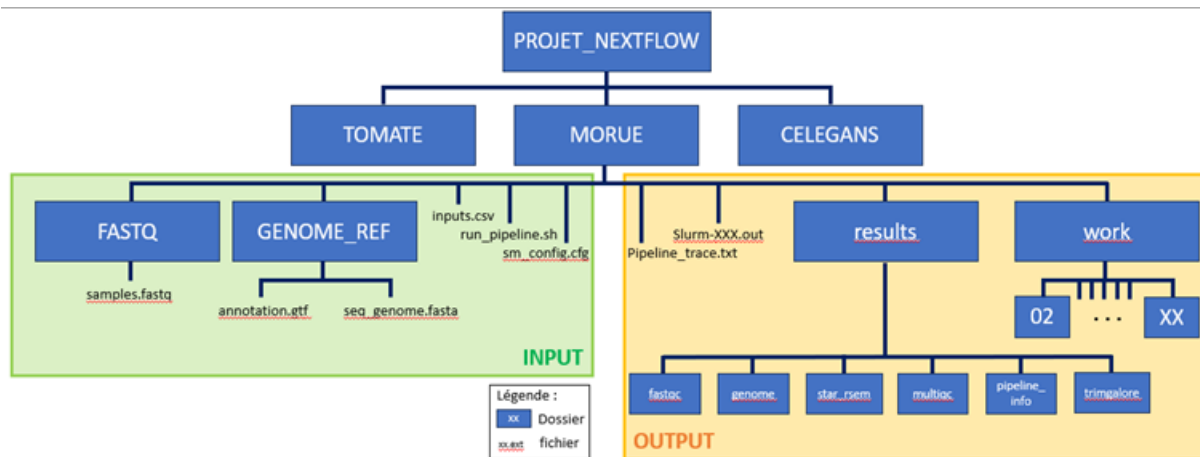 PROJET_NEXTFLOW
TOMATE
MORUE
CELEGANS
FASTQ
GENOME_REF
inputs.csv
run_pipeline.sh
sm_config.cfg
samples.fastq
annotation.gtf
seq_genome.fasta
INPUT
Slurm-XXX.out
Pipeline_trace.txt
results
work
02
...
XX
fastqc
genome
star_rsem
multiqc
pipeline_
info
trimgalore
OUTPUT
Légende :
xx Dossier
xx.ext fichier